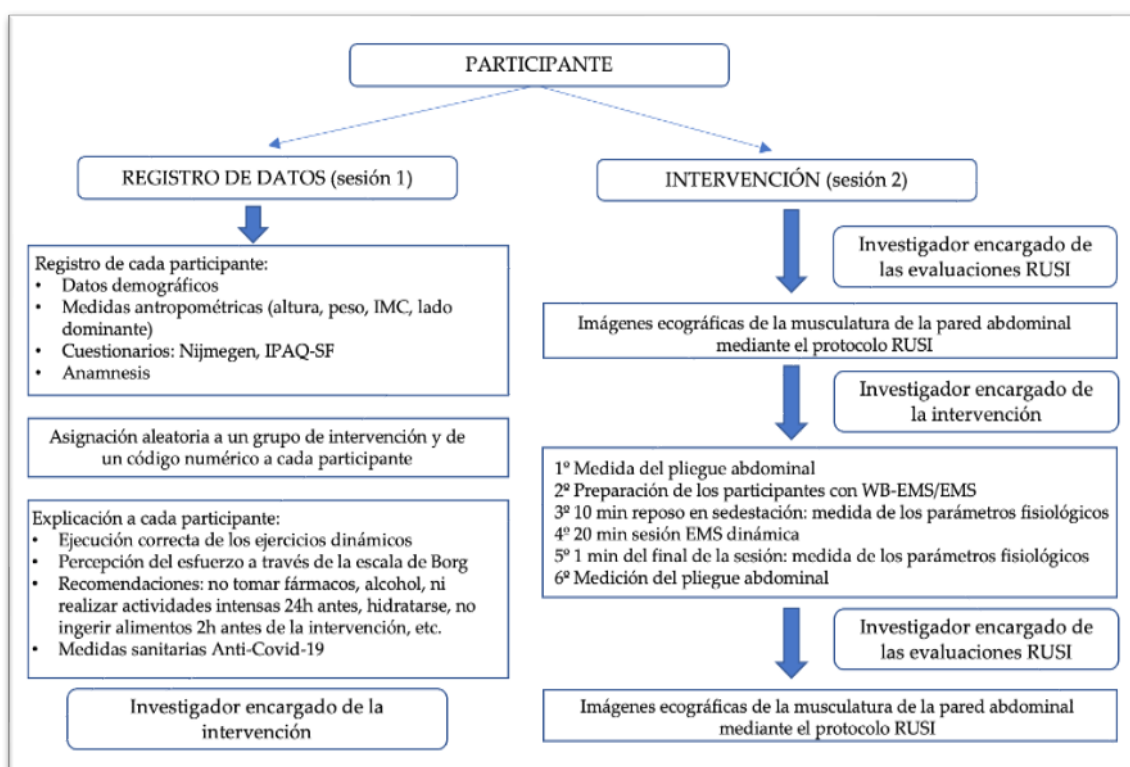 PARTICIPANTE
REGISTRO DE DATOS (sesión 1)
Registro de cada participante:
• Datos demográficos
• Medidas antropométricas (altura, peso, IMC, lado
dominante)
• Cuestionarios: Nijmegen, IPAQ-SF
• Anamnesis
Asignación aleatoria a un grupo de intervención y de
un código numérico a cada participante
Explicación a cada participante:
• Ejecución correcta de los ejercicios dinámicos
• Percepción del esfuerzo a través de la escala de Borg
• Recomendaciones: no tomar fármacos, alcohol, ni
realizar actividades intensas 24h antes, hidratarse, no
ingerir alimentos 2h antes de la intervención, etc.
• Medidas sanitarias Anti-Covid-19
Investigador encargado de la
intervención
INTERVENCIÓN (sesión 2)
Investigador encargado de
las evaluaciones RUSI
Imágenes ecográficas de la musculatura de la pared abdominal
mediante el protocolo RUSI
Investigador encargado de
la intervención
1º Medida del pliegue abdominal
2º Preparación de los participantes con WB-EMS/EMS
3º 10 min reposo en sedestación: medida de los parámetros fisiológicos
4º 20 min sesión EMS dinámica
5º 1 min del final de la sesión: medida de los parámetros fisiológicos
6º Medición del pliegue abdominal
Investigador encargado de
las evaluaciones RUSI
Imágenes ecográficas de la musculatura de la pared abdominal
mediante el protocolo RUSI